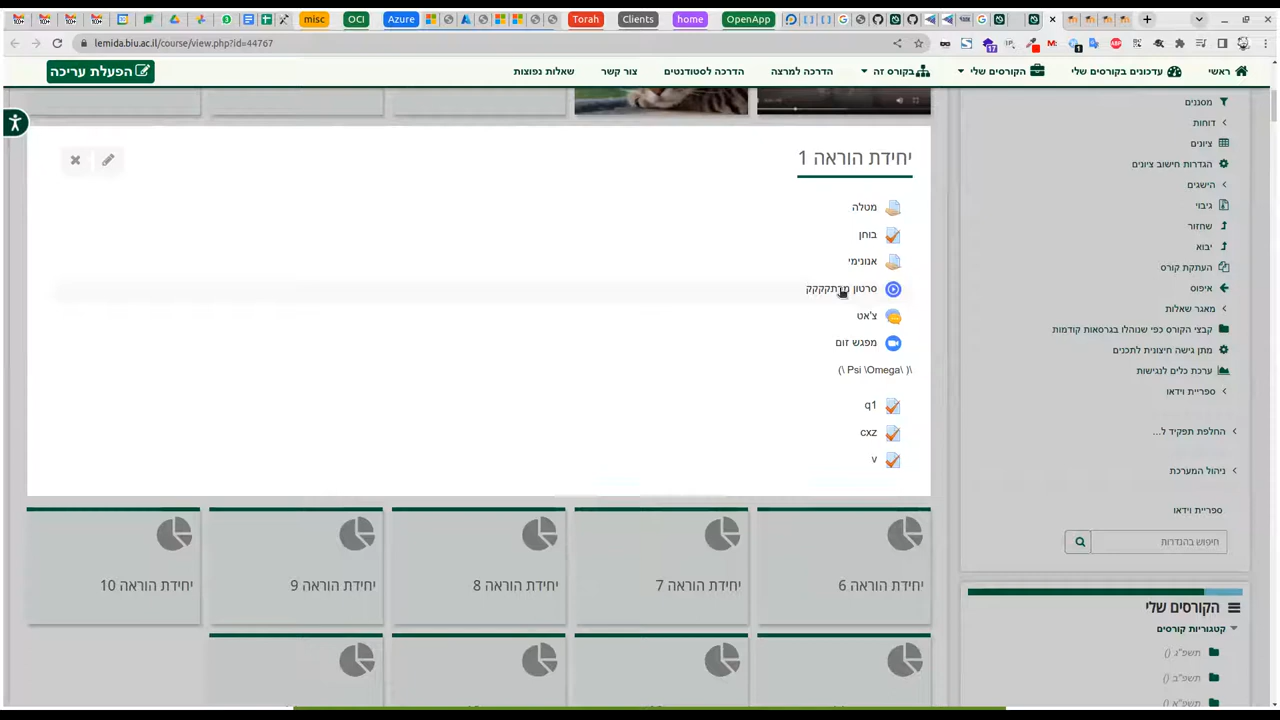 misc
OCI
Azure
Torah
Clients
home
OpenApp
lemida.biu.ac.il/course/view.php?id=44767
ראשי
הקורסים שלי
עדכונים בקורסים שלי
בקורס זה
הדרכה למרצה
הדרכה לסטודנטים
צור קשר
שאלות נפוצות
הפעלת עריכה
מסננים
דוחות
ציונים
הגדרות חישוב ציונים
הישגים
גיבוי
שחזור
יבוא
העתקת קורס
איפוס
מאגר שאלות
קבצי הקורס כפי שנוהלו בגרסאות קודמות
מתן גישה חיצונית לתכנים
ערכת כלים לנגישות
ספריית וידאו
החלפת תפקיד ל...
ניהול המערכת
ספריית וידאו
חיפוש בהגדרות
הקורסים שלי
קטגוריות קורסים
תשפ"ג ()
תשפ"ב ()
תשפ"א ()
יחידת הוראה 1
מטלה
בוחן
אנונימי
סרטון
צ'אט
מפגש זום
\( \Psi \Omega \)
q1
cxz
v
יחידת הוראה 6
יחידת הוראה 7
יחידת הוראה 8
יחידת הוראה 9
יחידת הוראה 10